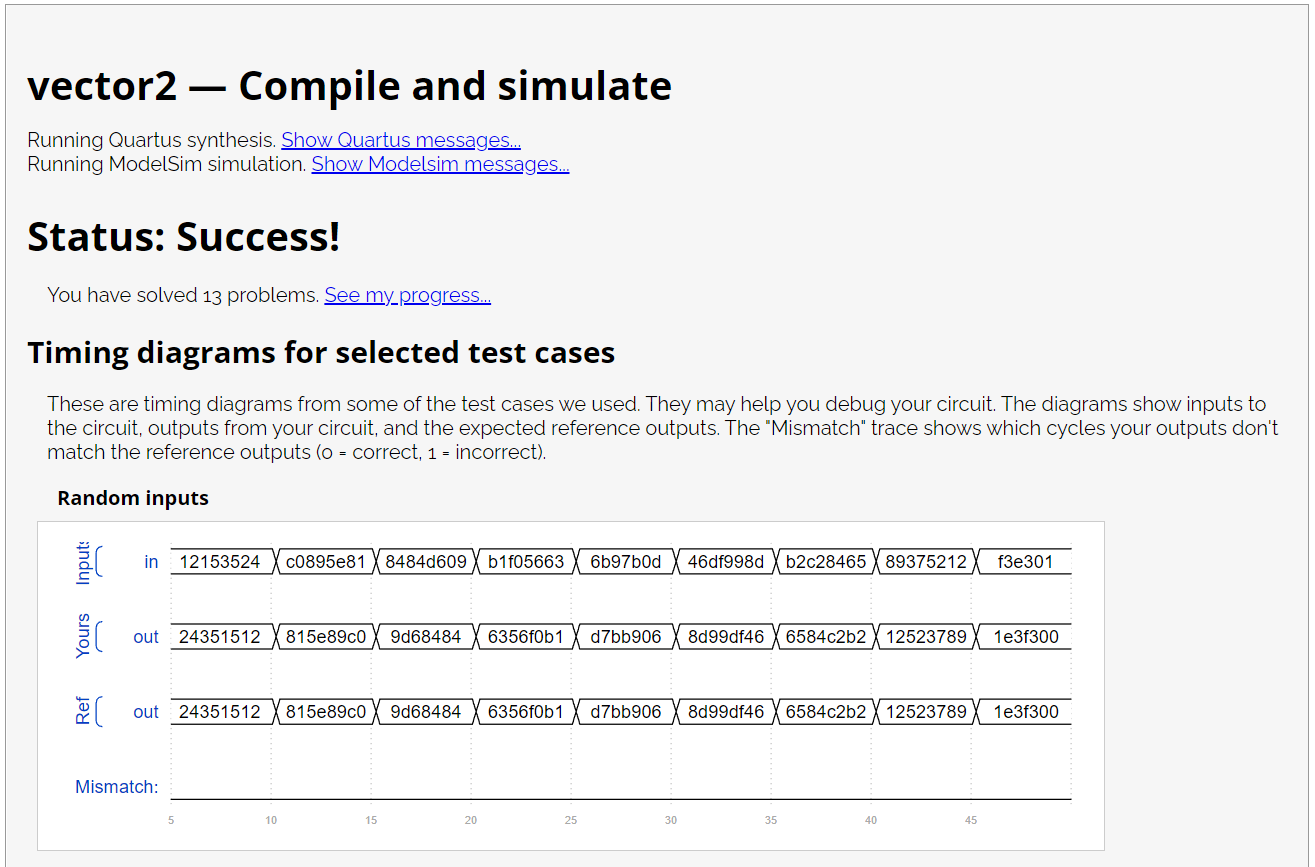 vector2 — Compile and simulate
Running Quartus synthesis. Show Quartus messages...
Running ModelSim simulation. Show Modelsim messages...
Status: Success!
You have solved 13 problems. See my progress...
Timing diagrams for selected test cases
These are timing diagrams from some of the test cases we used. They may help you debug your circuit. The diagrams show inputs to
the circuit, outputs from your circuit, and the expected reference outputs. The "Mismatch" trace shows which cycles your outputs don't
match the reference outputs (0 = correct, 1 = incorrect).
Random inputs
Inputs in 12153524 c0895e81 8484d609 b1f05663 6b97b0d 46df998d b2c28465 89375212 f3e301
Yours out 24351512 815e89c0 9d68484 6356f0b1 d7bb906 8d99df46 6584c2b2 12523789 1e3f300
Ref out 24351512 815e89c0 9d68484 6356f0b1 d7bb906 8d99df46 6584c2b2 12523789 1e3f300
Mismatch:
5 10 15 20 25 30 35 40 45